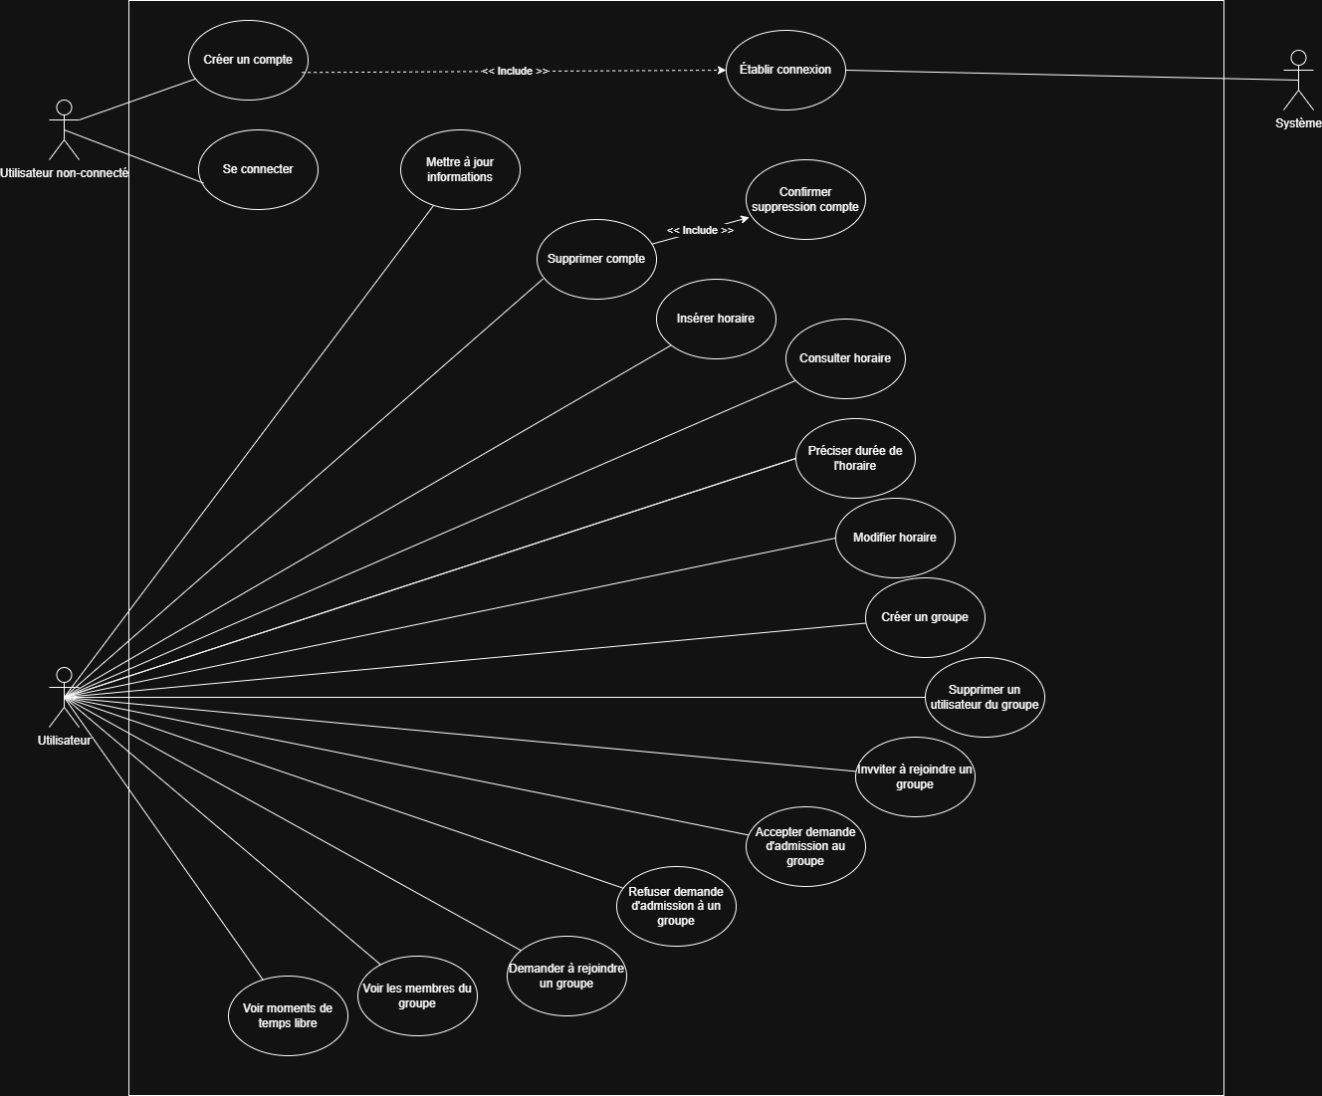 Créer un compte
<< Include >>
Établir connexion
Système
Utilisateur non-connecté
Se connecter
Mettre à jour
informations
Confirmer
suppression compte
<< Include >>
Supprimer compte
Insérer horaire
Consulter horaire
Préciser durée de
l'horaire
Modifier horaire
Créer un groupe
Supprimer un
utilisateur du groupe
Utilisateur
Invviter à rejoindre un
groupe
Accepter demande
d'admission au
groupe
Refuser demande
d'admission à un
groupe
Demander à rejoindre
un groupe
Voir les membres du
groupe
Voir moments de
temps libre